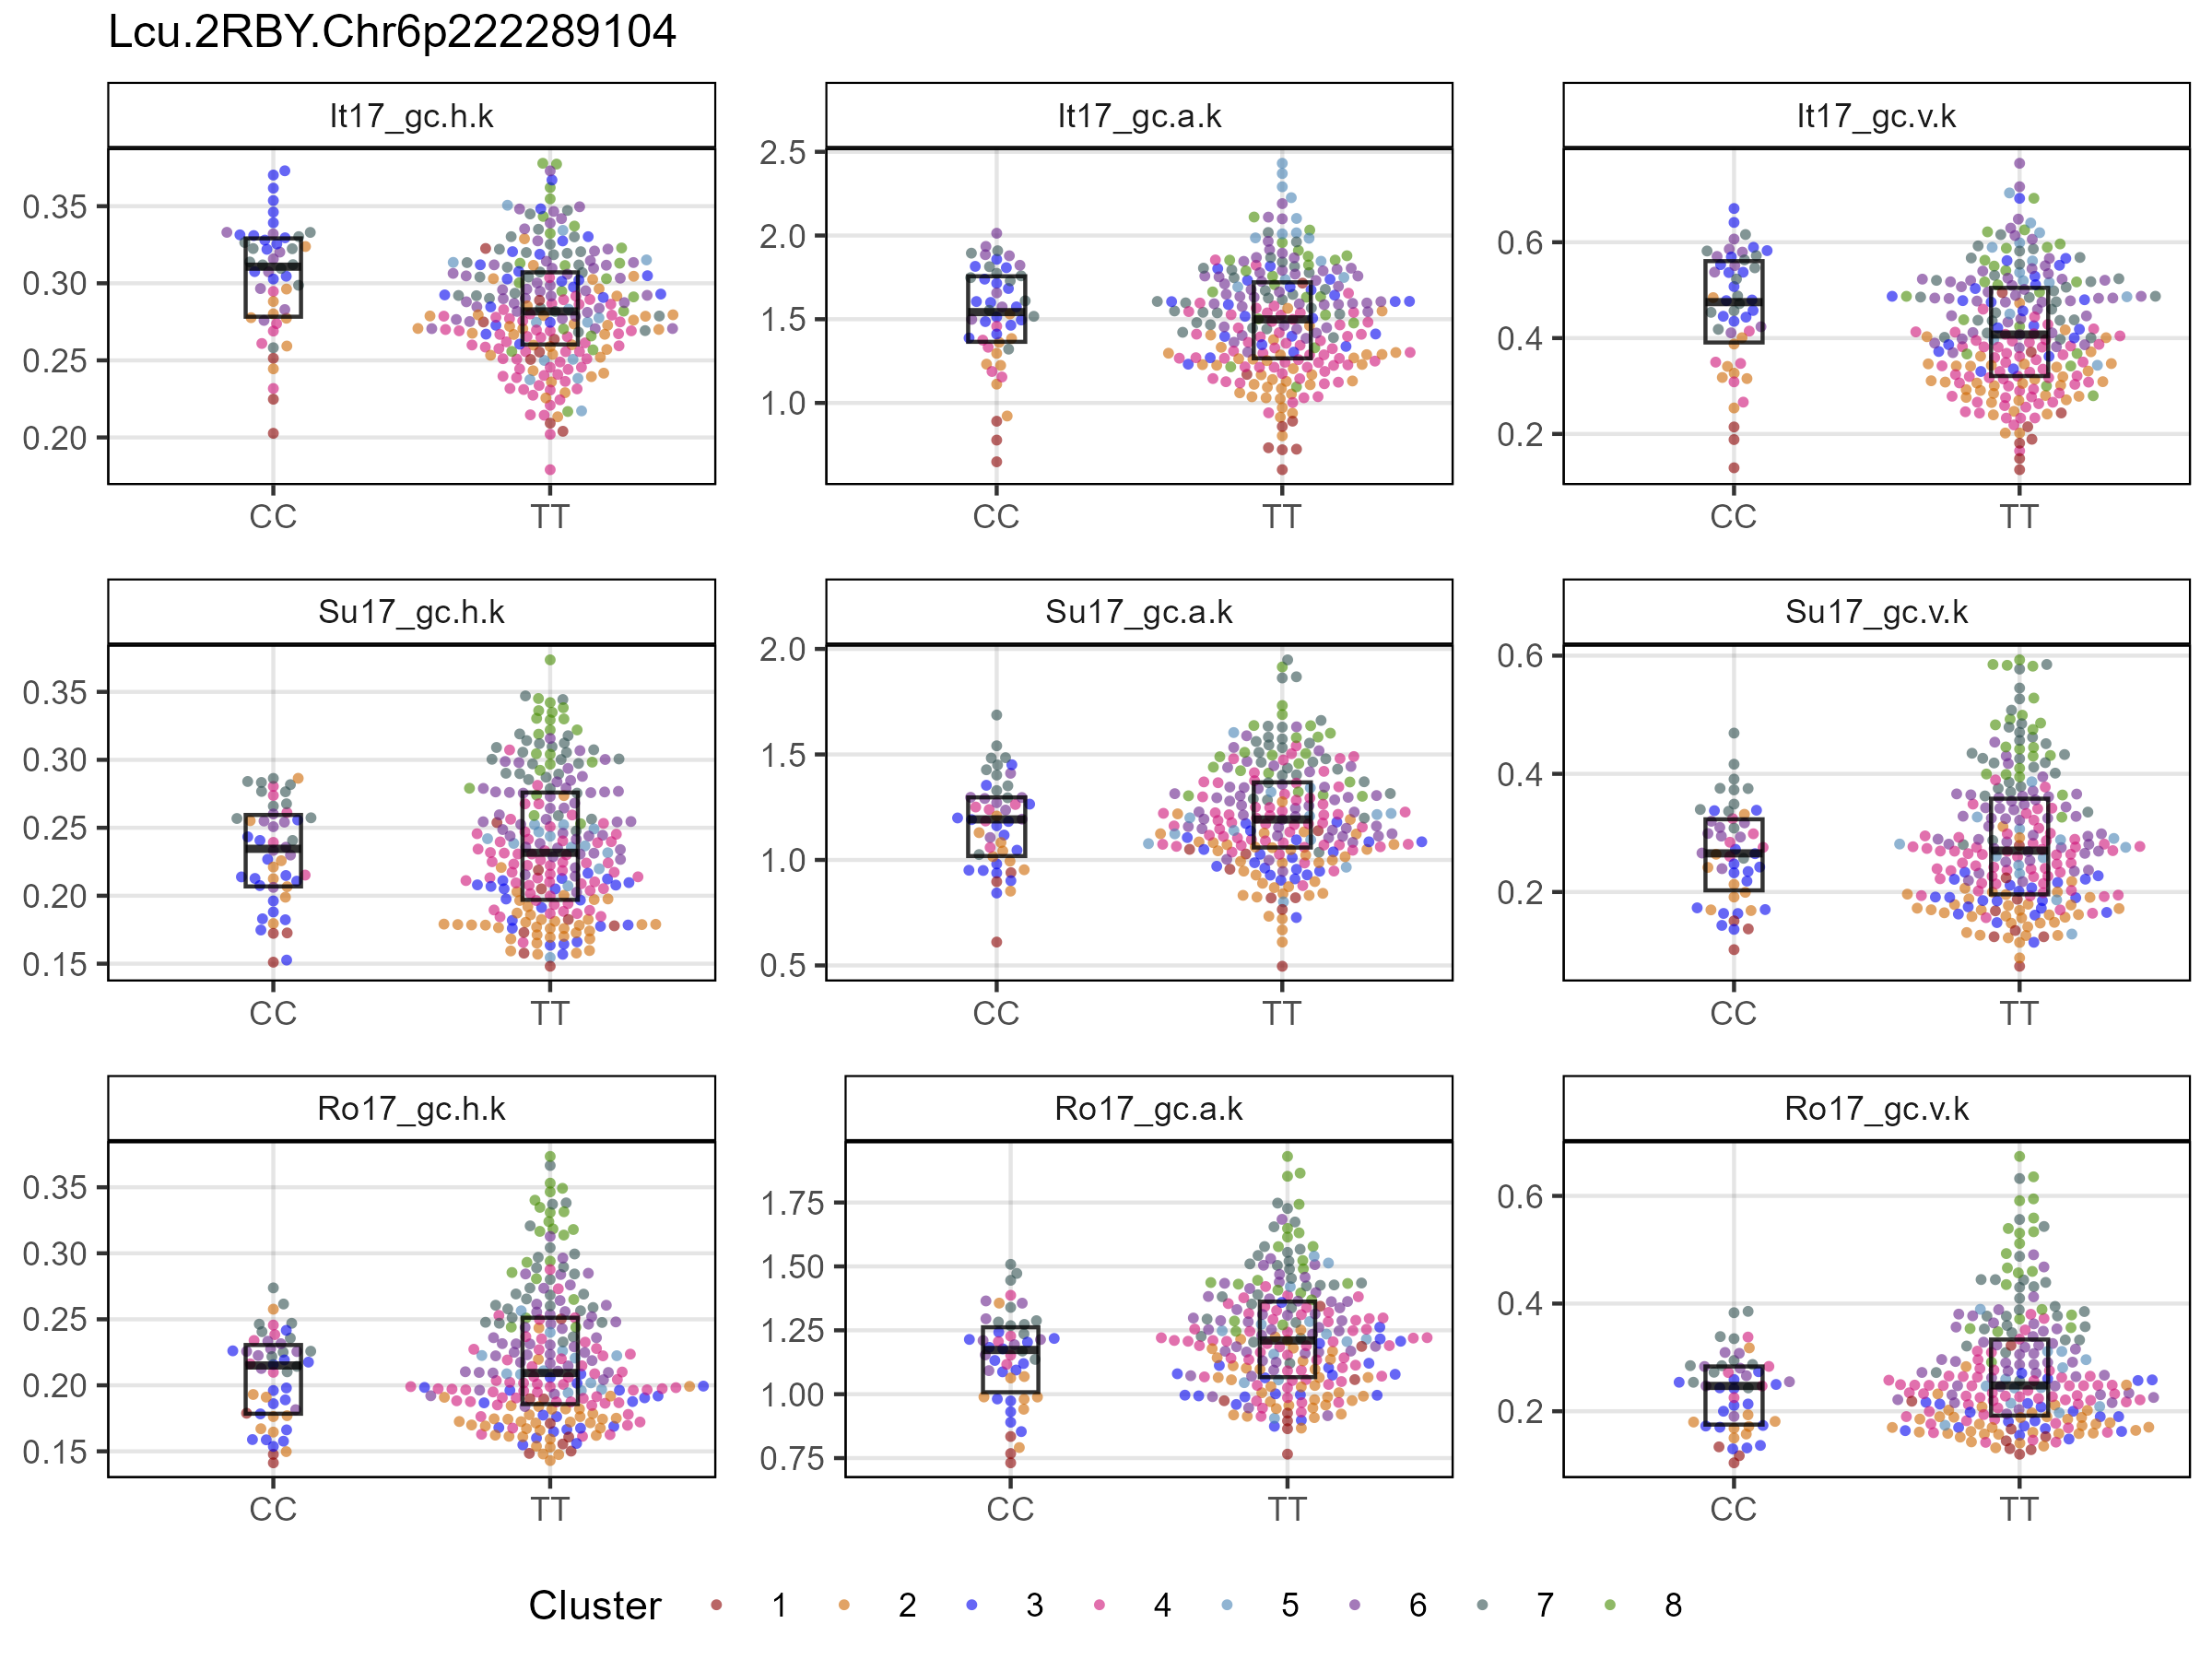 Lcu.2RBY.Chr6p222289104
It17_gc.h.k
It17_gc.a.k
It17_gc.v.k
0.35
0.30
0.25
0.20
CC TT
2.5
2.0
1.5
1.0
CC TT
0.6
0.4
0.2
CC TT
Su17_gc.h.k
Su17_gc.a.k
Su17_gc.v.k
0.35
0.30
0.25
0.20
0.15
CC TT
2.0
1.5
1.0
0.5
CC TT
0.6
0.4
0.2
CC TT
Ro17_gc.h.k
Ro17_gc.a.k
Ro17_gc.v.k
0.35
0.30
0.25
0.20
0.15
CC TT
1.75
1.50
1.25
1.00
0.75
CC TT
0.6
0.4
0.2
CC TT
Cluster 1 2 3 4 5 6 7 8